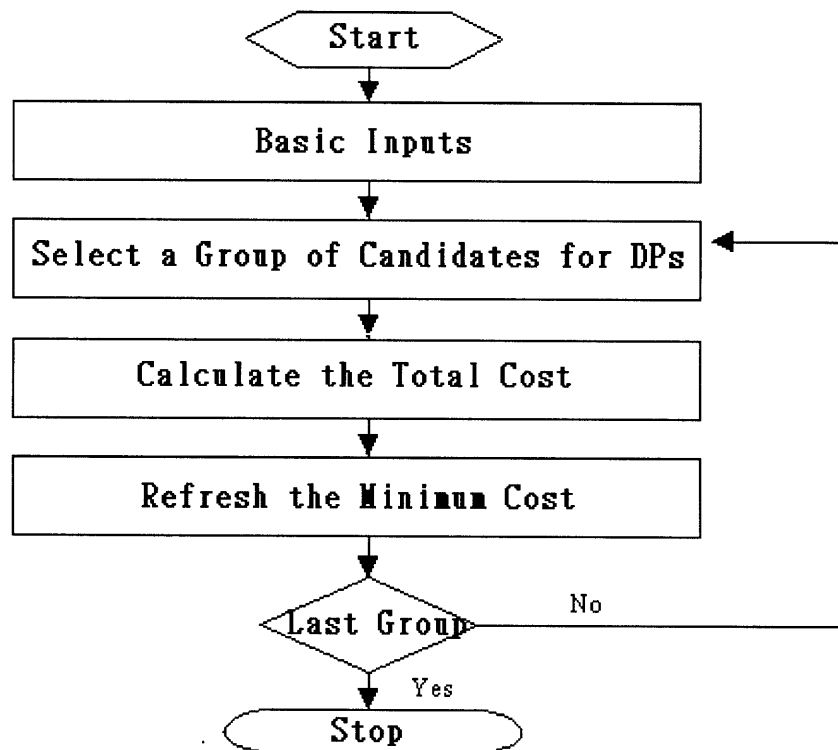 Start
Basic Inputs
Select a Group of Candidates for DPs
Calculate the Total Cost
Refresh the Minimum Cost
Last Group
No
Yes
Stop